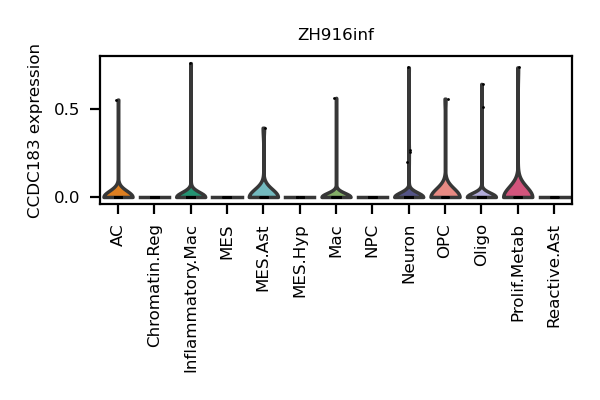 ZH916inf
CCDC183 expression
0.5
0.0
AC
Chromatin.Reg
Inflammatory.Mac
MES
MES.Ast
MES.Hyp
Mac
NPC
Neuron
OPC
Oligo
Prolif.Metab
Reactive.Ast